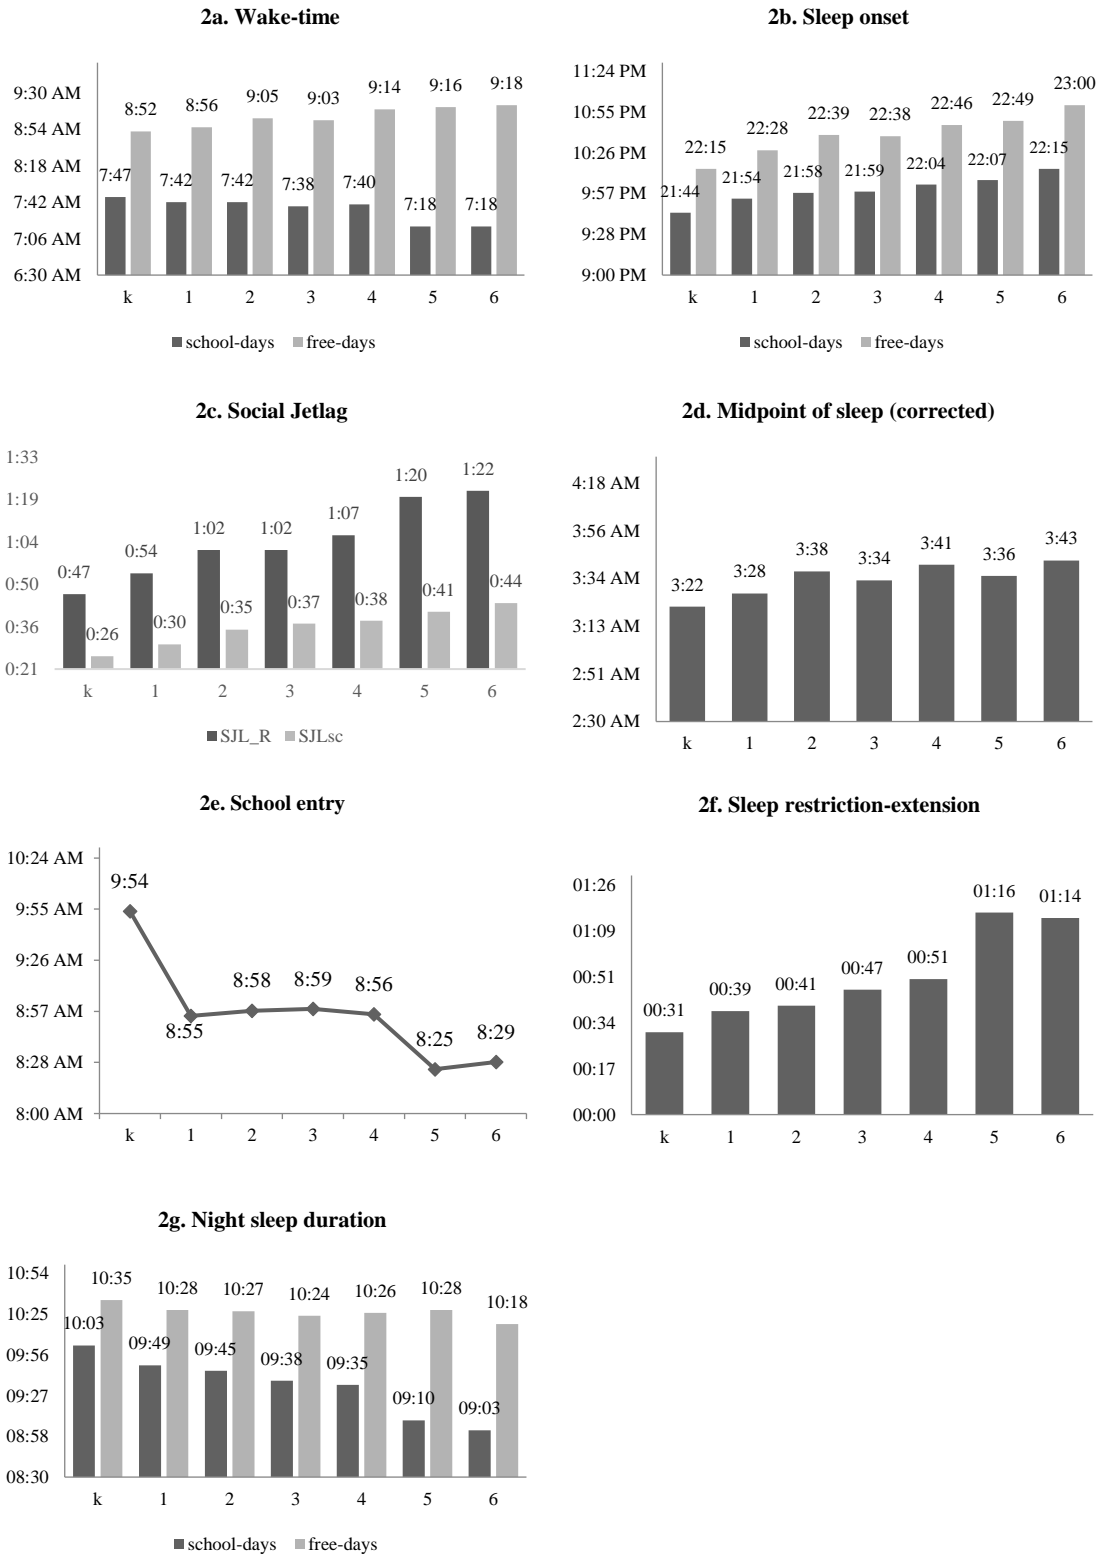 2a. Wake-time
9:30 AM
8:54 AM
8:18 AM
7:42 AM
7:06 AM
6:30 AM
7:47 8:52 7:42 8:56 7:42 9:05 7:38 9:03 7:40 9:14 7:18 9:16 7:18 9:18
k 1 2 3 4 5 6
school-days free-days
2b. Sleep onset
11:24 PM
10:55 PM
10:26 PM
9:57 PM
9:28 PM
9:00 PM
21:44 22:15 21:54 22:28 21:58 22:39 21:59 22:38 22:04 22:46 22:07 22:49 22:15 23:00
k 1 2 3 4 5 6
school-days free-days
2c. Social Jetlag
1:33
1:19
1:04
0:50
0:36
0:21
0:47 0:26 0:54 0:30 1:02 0:35 1:02 0:37 1:07 0:38 1:20 0:41 1:22 0:44
k 1 2 3 4 5 6
SJL_R SJLsc
2d. Midpoint of sleep (corrected)
4:18 AM
3:56 AM
3:34 AM
3:13 AM
2:51 AM
2:30 AM
3:22 3:28 3:38 3:34 3:41 3:36 3:43
k 1 2 3 4 5 6
2e. School entry
10:24 AM
9:55 AM
9:26 AM
8:57 AM
8:28 AM
8:00 AM
9:54 8:55 8:58 8:59 8:56 8:25 8:29
k 1 2 3 4 5 6
2f. Sleep restriction-extension
01:26
01:09
00:51
00:34
00:17
00:00
00:31 00:39 00:41 00:47 00:51 01:16 01:14
k 1 2 3 4 5 6
2g. Night sleep duration
10:54
10:25
09:56
09:27
08:58
08:30
10:03 10:35 09:49 10:28 09:45 10:27 09:38 10:24 09:35 10:26 09:10 10:28 09:03 10:18
k 1 2 3 4 5 6
school-days free-days